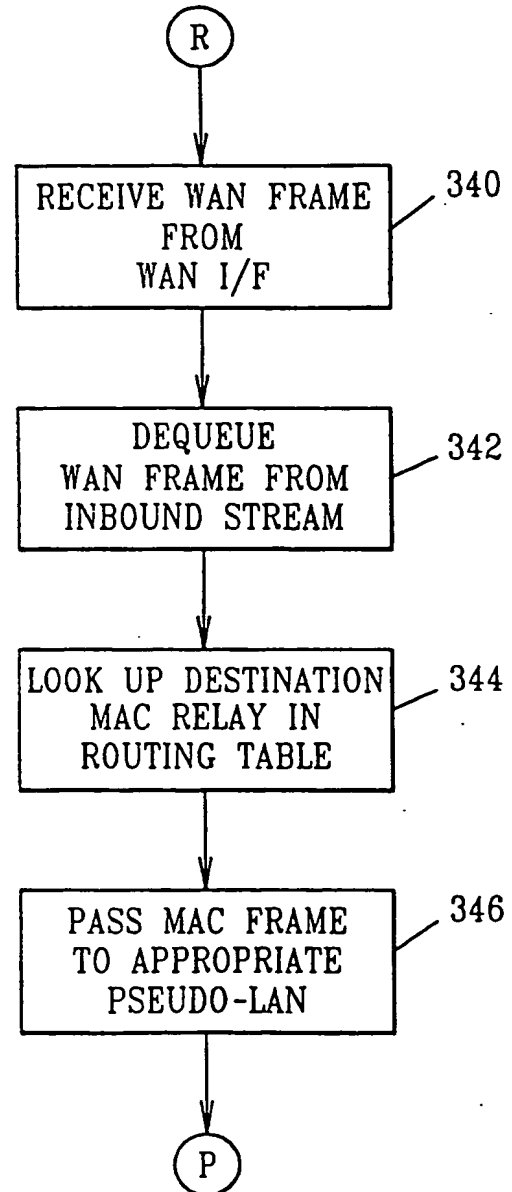 R
RECEIVE WAN FRAME
FROM
WAN I/F
340
DEQUEUE
WAN FRAME FROM
INBOUND STREAM
342
LOOK UP DESTINATION
MAC RELAY IN
ROUTING TABLE
344
PASS MAC FRAME
TO APPROPRIATE
PSEUDO-LAN
346
P